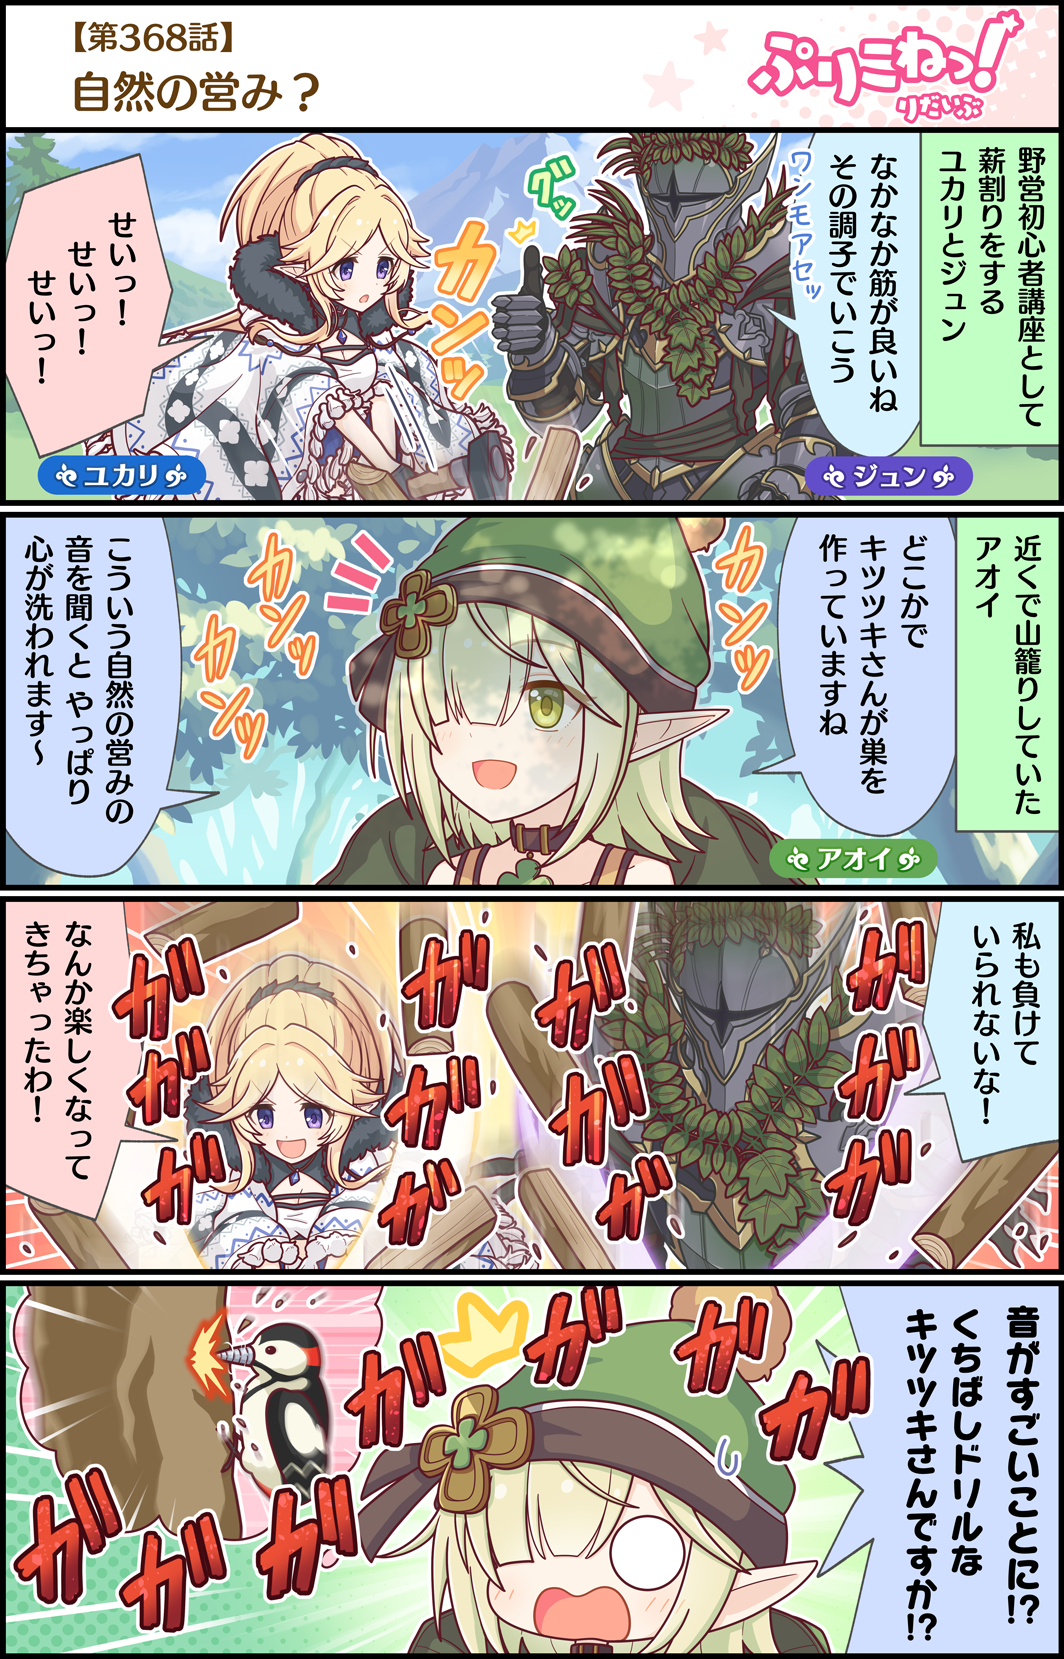 【第368話】
自然の営み？
ぷりこねっ！
りだいぶ
野営初心者講座として
薪割りをする
ユカリとジュン
なかなか筋が良いね
その調子でいこう
ワンモアセッ
グッ
カンッ
せいっ！
せいっ！
せいっ！
ユカリ
ジュン
近くで山籠りしていた
アオイ
どこかで
キツツキさんが巣を
作っていますね
カンッ
カンッ
カンッ
こういう自然の営みの
音を聞くと やっぱり
心が洗われます～
アオイ
私も負けて
いられないな！
ガガガ
ガガガ
ガガガ
ガガガ
なんか楽しくなって
きちゃったわ！
音がすごいことに!?
くちばしドリルな
キツツキさんですか!?
ガガガガ
ガガガ